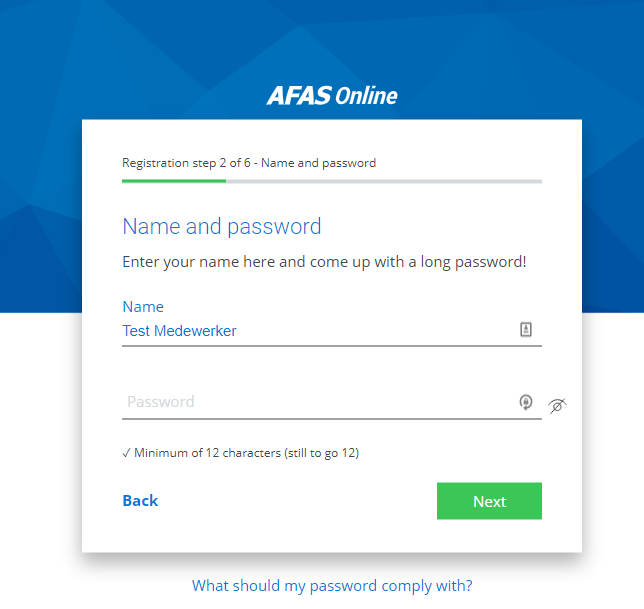 AFAS Online
Registration step 2 of 6 - Name and password
Name and password
Enter your name here and come up with a long password!
Name
Test Medewerker
Password
✓ Minimum of 12 characters (still to go 12)
Back
Next
What should my password comply with?